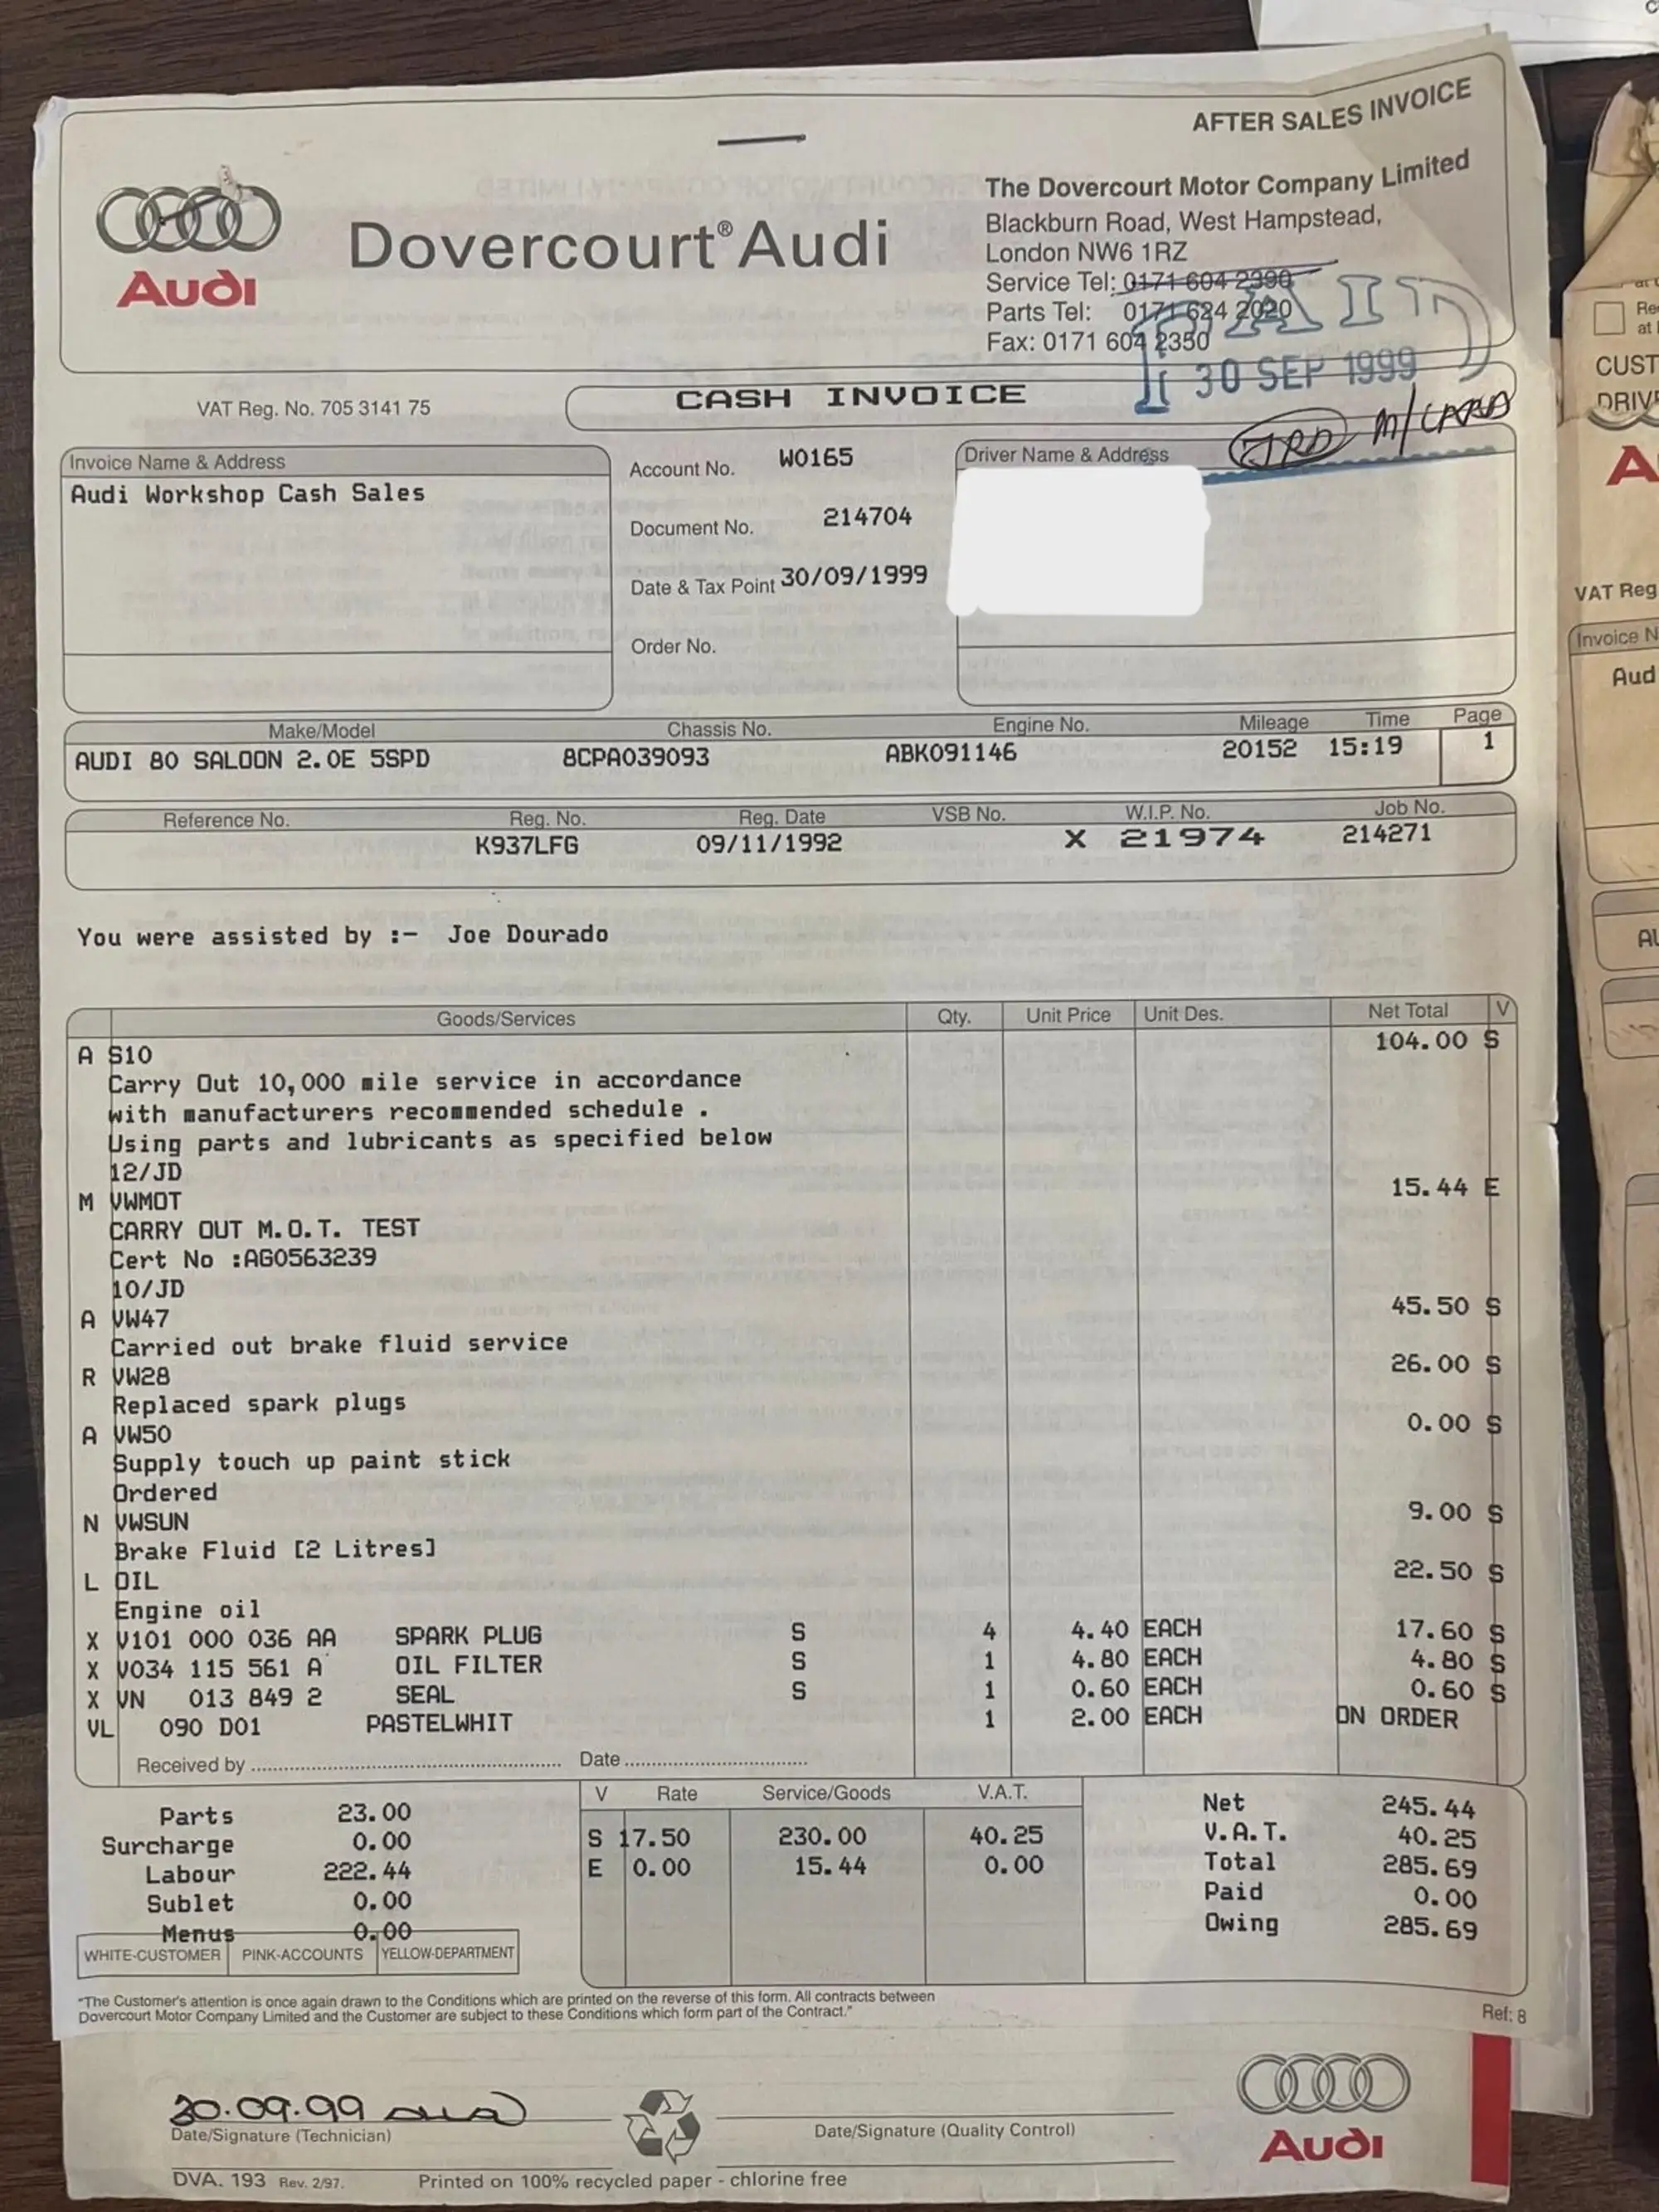 AFTER SALES INVOICE
Audi
Dovercourt® Audi
The Dovercourt Motor Company Limited
Blackburn Road, West Hampstead,
London NW6 1RZ
Service Tel: 0171 604 2390
Parts Tel: 0171 624 2020
Fax: 0171 604 2350
PAID
30 SEP 1999
M/CARD
VAT Reg. No. 705 3141 75
CASH INVOICE
Invoice Name & Address
Audi Workshop Cash Sales
Account No. W0165
Document No. 214704
Date & Tax Point 30/09/1999
Order No.
Driver Name & Address
Make/Model Chassis No. Engine No. Mileage Time Page
AUDI 80 SALOON 2.0E 5SPD 8CPA039093 ABK091146 20152 15:19 1
Reference No. Reg. No. Reg. Date VSB No. W.I.P. No. Job No.
K937LFG 09/11/1992 X 21974 214271
You were assisted by :- Joe Dourado
Goods/Services Qty. Unit Price Unit Des. Net Total V
A S10 104.00 S
Carry Out 10,000 mile service in accordance
with manufacturers recommended schedule .
Using parts and lubricants as specified below
12/JD
M VWMOT 15.44 E
CARRY OUT M.O.T. TEST
Cert No :AG0563239
10/JD
A VW47 45.50 S
Carried out brake fluid service
R VW28 26.00 S
Replaced spark plugs
A VW50 0.00 S
Supply touch up paint stick
Ordered
N VWSUN 9.00 S
Brake Fluid [2 Litres]
L OIL 22.50 S
Engine oil
X V101 000 036 AA SPARK PLUG S 4 4.40 EACH 17.60 S
X V034 115 561 A OIL FILTER S 1 4.80 EACH 4.80 S
X VN 013 849 2 SEAL S 1 0.60 EACH 0.60 S
VL 090 D01 PASTELWHIT 1 2.00 EACH ON ORDER
Received by Date
Parts 23.00
Surcharge 0.00
Labour 222.44
Sublet 0.00
Menus 0.00
WHITE-CUSTOMER PINK-ACCOUNTS YELLOW-DEPARTMENT
V Rate Service/Goods V.A.T.
S 17.50 230.00 40.25
E 0.00 15.44 0.00
Net 245.44
V.A.T. 40.25
Total 285.69
Paid 0.00
Owing 285.69
"The Customer's attention is once again drawn to the Conditions which are printed on the reverse of this form. All contracts between
Dovercourt Motor Company Limited and the Customer are subject to these Conditions which form part of the Contract."
Ref: 8
30.09.99
Date/Signature (Technician)
Date/Signature (Quality Control)
Audi
DVA. 193 Rev. 2/97.
Printed on 100% recycled paper - chlorine free
Re
at
CUST
DRIV
A
VAT Reg
Invoice N
Aud